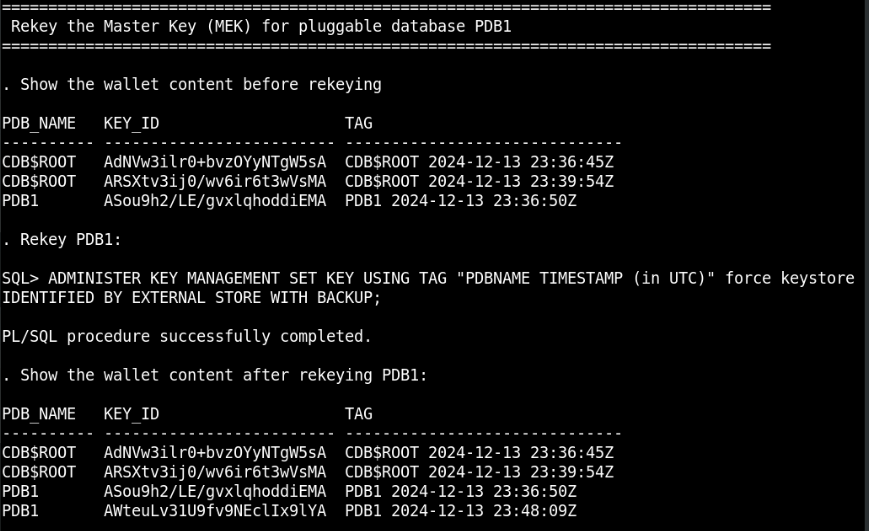 ===================================================================================
Rekey the Master Key (MEK) for pluggable database PDB1
===================================================================================
. Show the wallet content before rekeying
PDB_NAME   KEY_ID                    TAG
---------- ------------------------- ------------------------------
CDB$ROOT   AdNVw3ilr0+bvzOYyNTgW5sA  CDB$ROOT 2024-12-13 23:36:45Z
CDB$ROOT   ARSXtv3ij0/wv6ir6t3wVsMA  CDB$ROOT 2024-12-13 23:39:54Z
PDB1       ASou9h2/LE/gvxlqhoddiEMA  PDB1 2024-12-13 23:36:50Z
. Rekey PDB1:
SQL> ADMINISTER KEY MANAGEMENT SET KEY USING TAG "PDBNAME TIMESTAMP (in UTC)" force keystore
IDENTIFIED BY EXTERNAL STORE WITH BACKUP;
PL/SQL procedure successfully completed.
. Show the wallet content after rekeying PDB1:
PDB_NAME   KEY_ID                    TAG
---------- ------------------------- ------------------------------
CDB$ROOT   AdNVw3ilr0+bvzOYyNTgW5sA  CDB$ROOT 2024-12-13 23:36:45Z
CDB$ROOT   ARSXtv3ij0/wv6ir6t3wVsMA  CDB$ROOT 2024-12-13 23:39:54Z
PDB1       ASou9h2/LE/gvxlqhoddiEMA  PDB1 2024-12-13 23:36:50Z
PDB1       AWteuLv31U9fv9NEclIx9lYA  PDB1 2024-12-13 23:48:09Z